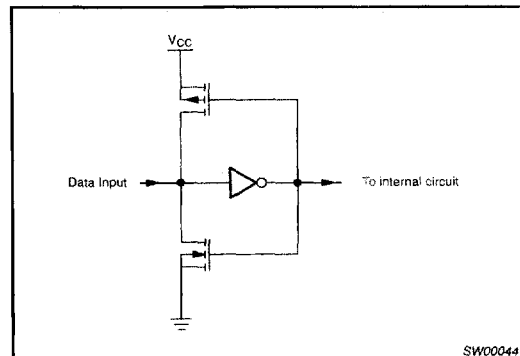 VCC
Data Input
To internal circuit
SW00044